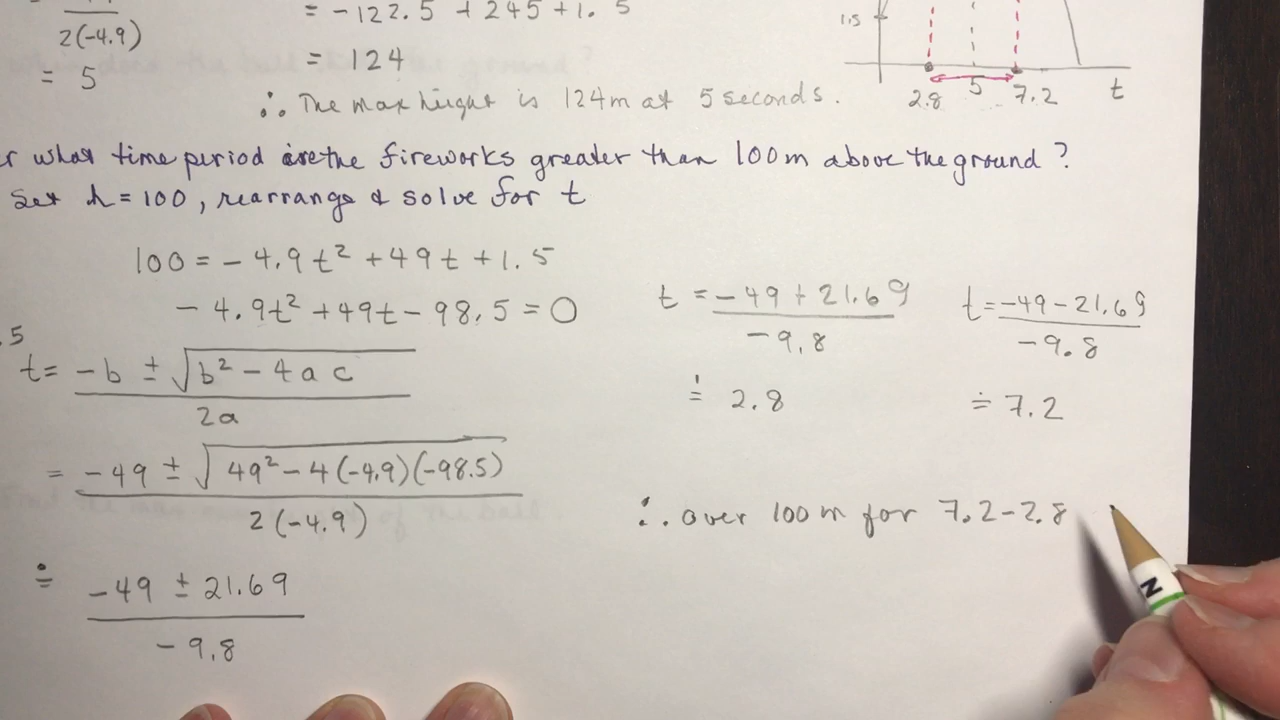 2(-4.9)
= 5
= -122.5 + 245 + 1.5
= 124
∴ The max height is 124m at 5 seconds.
1.5
2.8 5 7.2 t
r what time period are the fireworks greater than 100m above the ground?
Set h = 100, rearrange & solve for t
100 = -4.9t² + 49t + 1.5
-4.9t² + 49t - 98.5 = 0
.5
t = -b ± √b² - 4ac
2a
= -49 ± √49² - 4(-4.9)(-98.5)
2(-4.9)
≐ -49 ± 21.69
-9.8
t = -49 + 21.69
-9.8
≐ 2.8
t = -49 - 21.69
-9.8
≐ 7.2
∴ over 100m for 7.2 - 2.8
N